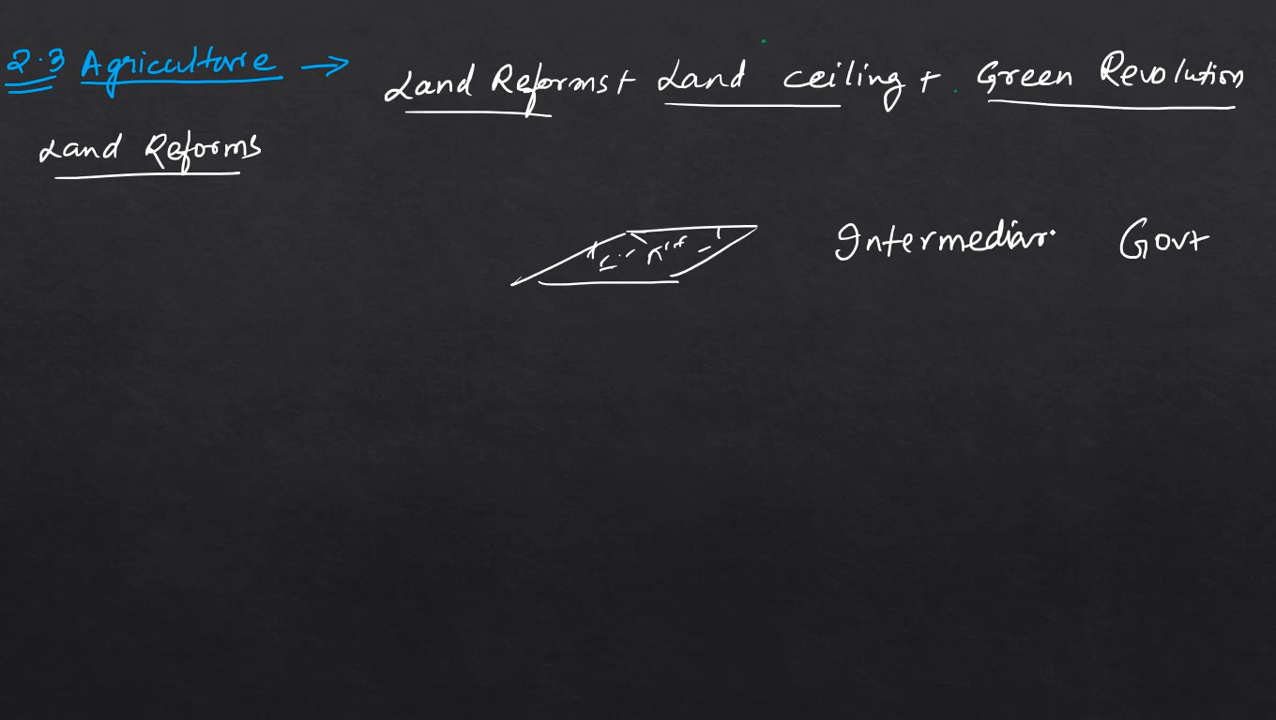 2.3 Agriculture → Land Reforms + Land ceiling + Green Revolution
Land Reforms
Intermediar Govt